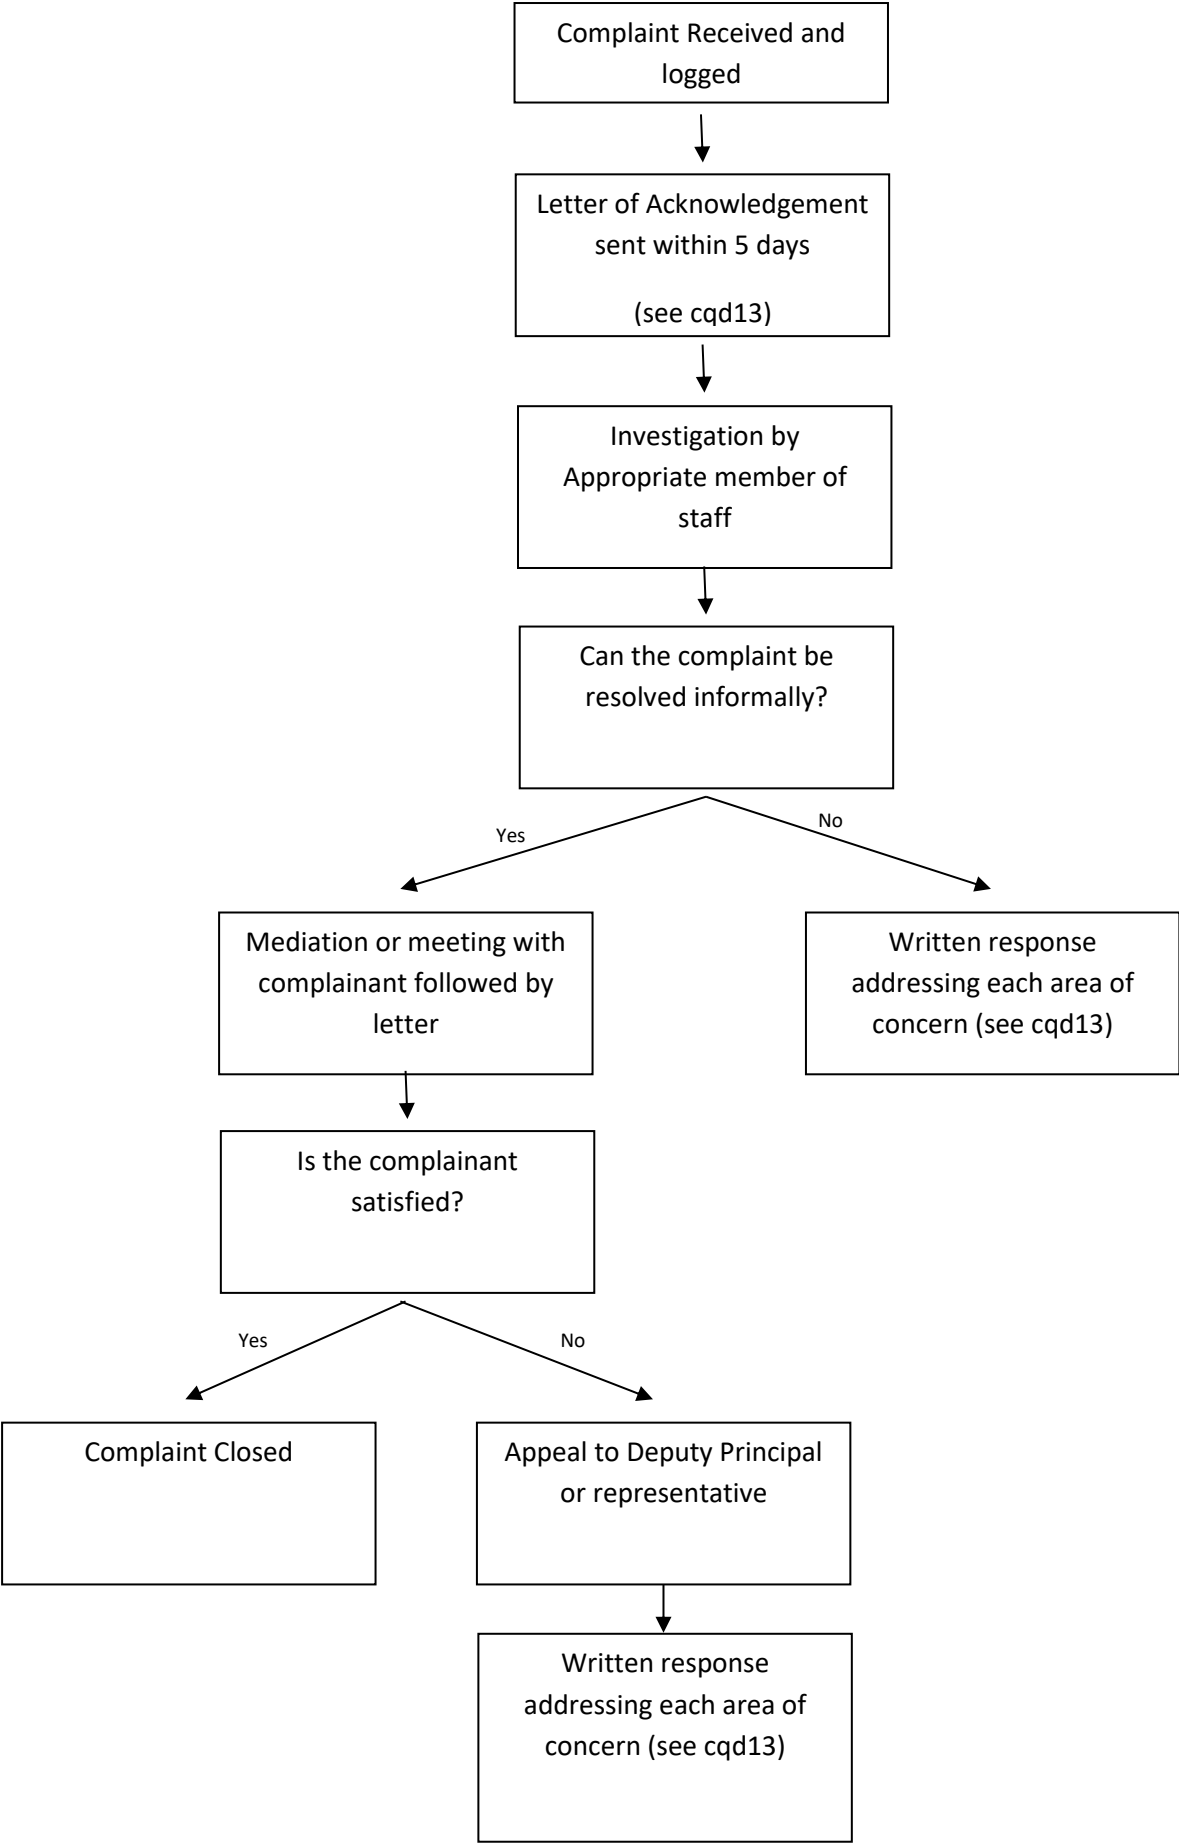 Complaint Received and
logged
Letter of Acknowledgement
sent within 5 days
(see cqd13)
Investigation by
Appropriate member of
staff
Can the complaint be
resolved informally?
Yes
No
Mediation or meeting with
complainant followed by
letter
Written response
addressing each area of
concern (see cqd13)
Is the complainant
satisfied?
Yes
No
Complaint Closed
Appeal to Deputy Principal
or representative
Written response
addressing each area of
concern (see cqd13)